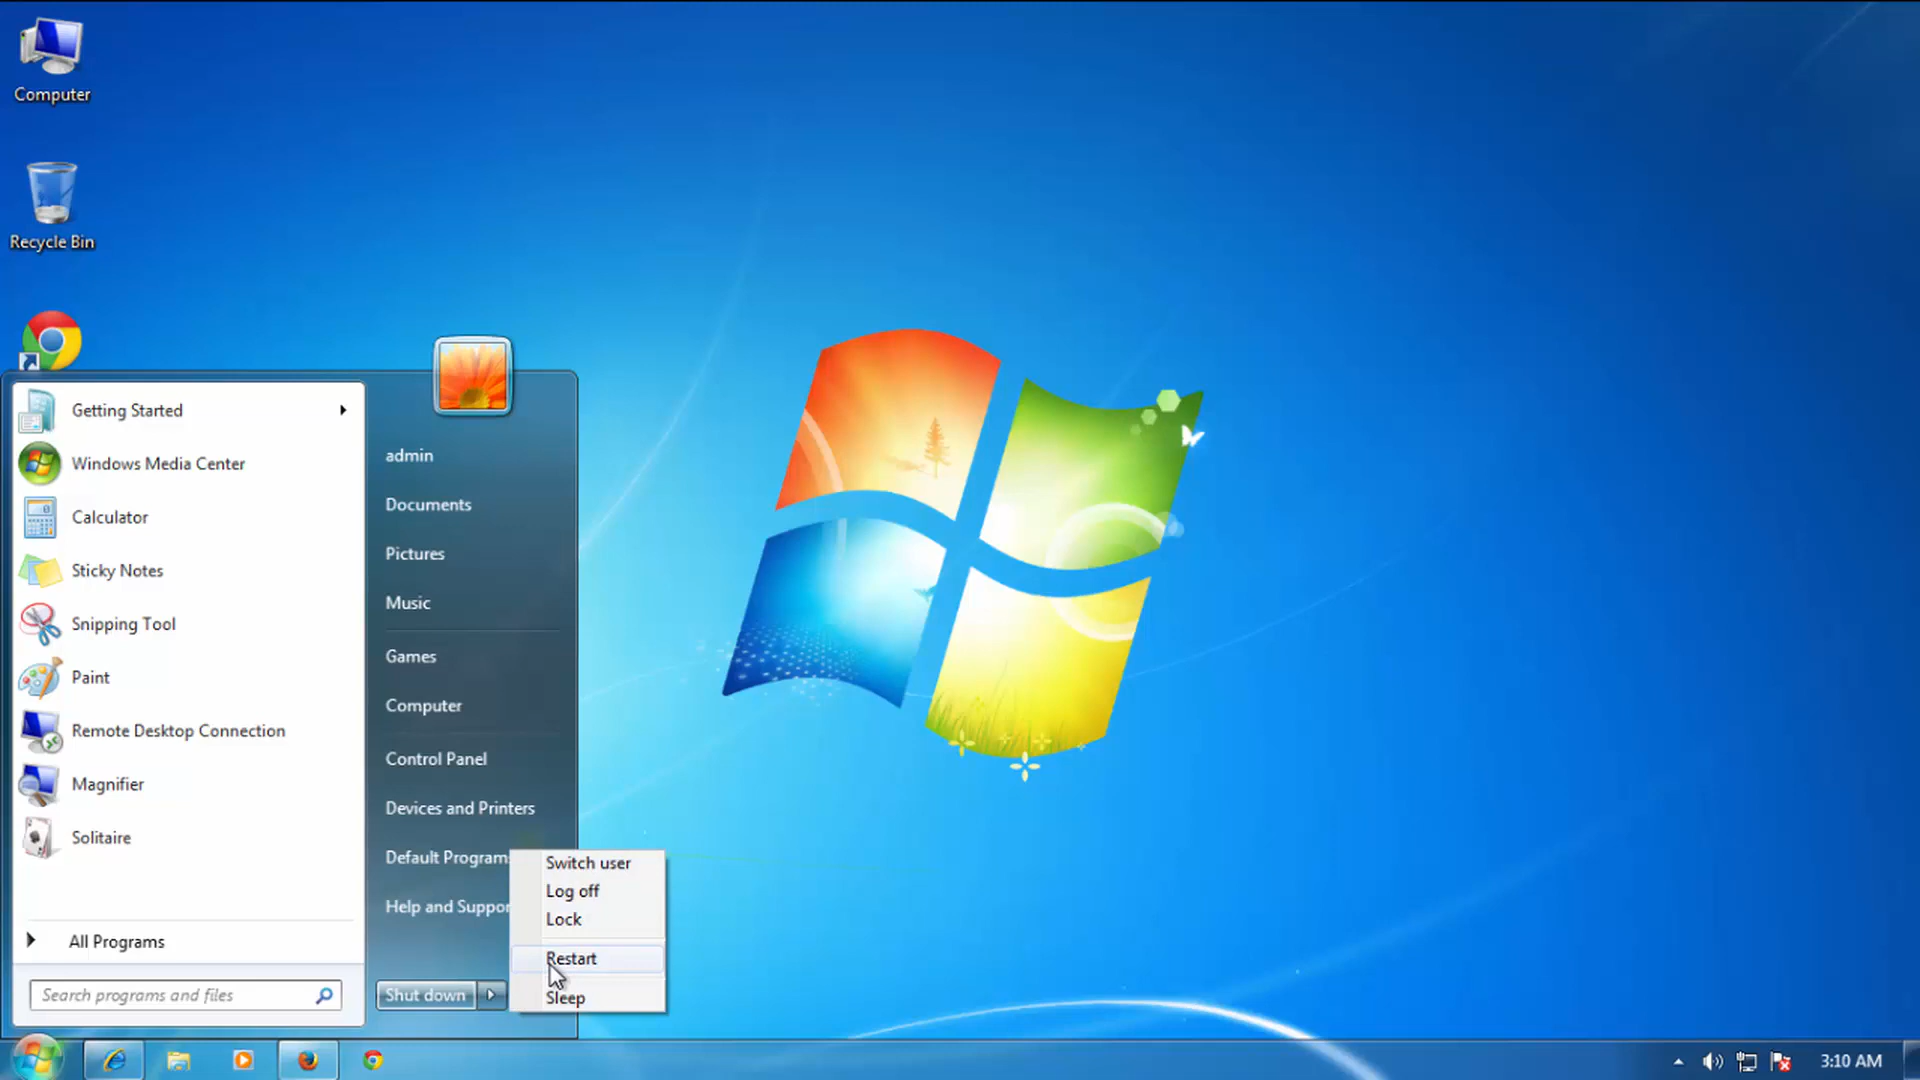 Computer
Recycle Bin
Getting Started
Windows Media Center
Calculator
Sticky Notes
Snipping Tool
Paint
Remote Desktop Connection
Magnifier
Solitaire
All Programs
Search programs and files
admin
Documents
Pictures
Music
Games
Computer
Control Panel
Devices and Printers
Default Program
Help and Suppor
Shut down
Switch user
Log off
Lock
Restart
Sleep
3:10 AM